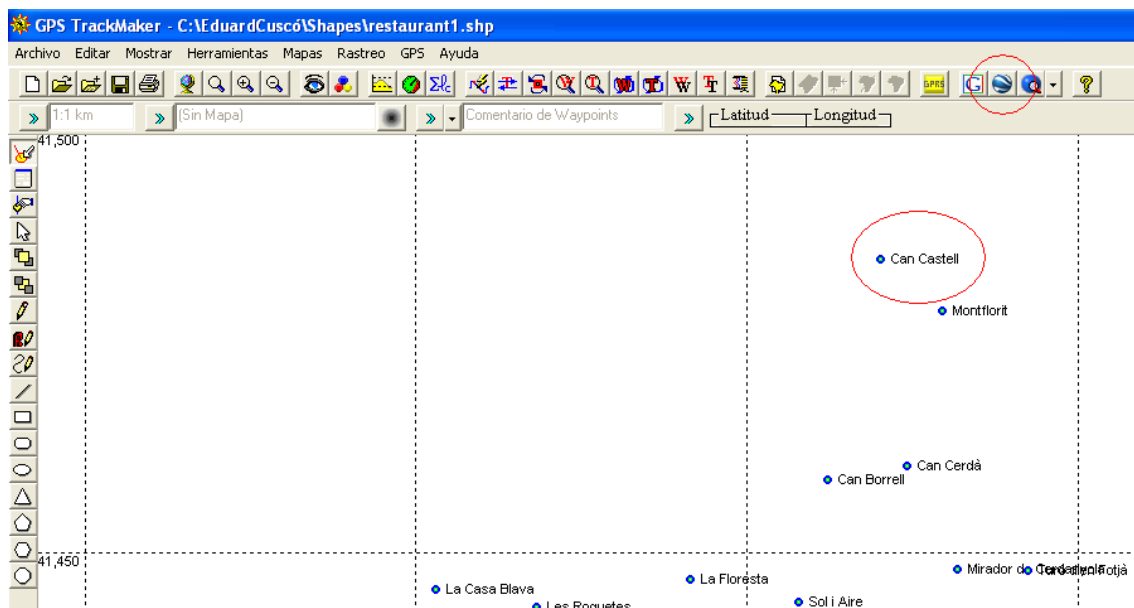 GPS TrackMaker - C:\EduardCuscó\Shapes\restaurant1.shp
Archivo Editar Mostrar Herramientas Mapas Rastreo GPS Ayuda
1:1 km (Sin Mapa) Comentario de Waypoints Latitud Longitud
41,500
Can Castell
Montflorit
Can Cerdà
Can Borrell
41,450
Mirador de Cerdanyola
La Floresta
La Casa Blava
Sol i Aire
Les Roquetes